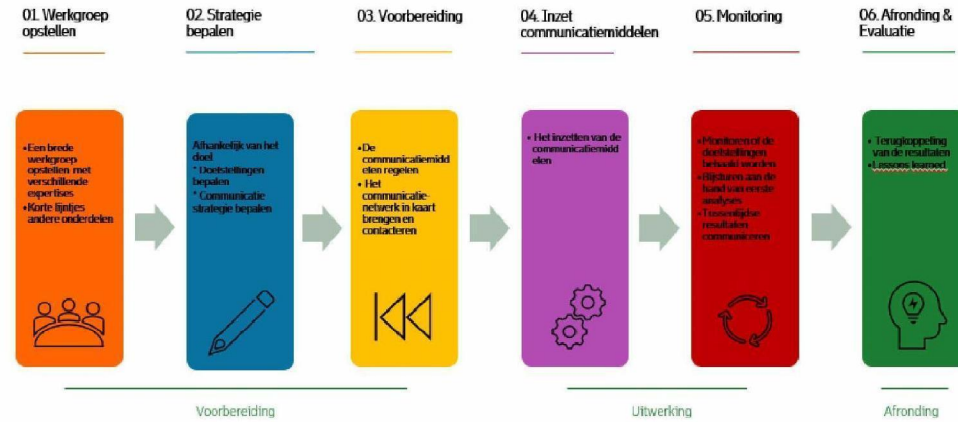 01. Werkgroep
opstellen
02. Strategie
bepalen
03. Voorbereiding
04. Inzet
communicatiemiddelen
05. Monitoring
06. Afronding &
Evaluatie
•Een brede
werkgroep
opstellen met
verschillende
expertises
•Korte lijntjes
andere onderdelen
Afhankelijk van het
doel
* Doelstellingen
bepalen
* Communicatie
strategie bepalen
•De
communicatiemidd
elen regelen
• Het
communicatie-
netwerk in kaart
brengen en
contacteren
• Het inzetten van de
communicatiemidd
elen
•Monitoren of de
doelstellingen
behaald worden
•Bijsturen aan de
hand van eerste
analyses
•Tussentijdse
resultaten
communiceren
• Terugkoppeling
van de resultaten
•Lessons learned
Voorbereiding
Uitwerking
Afronding